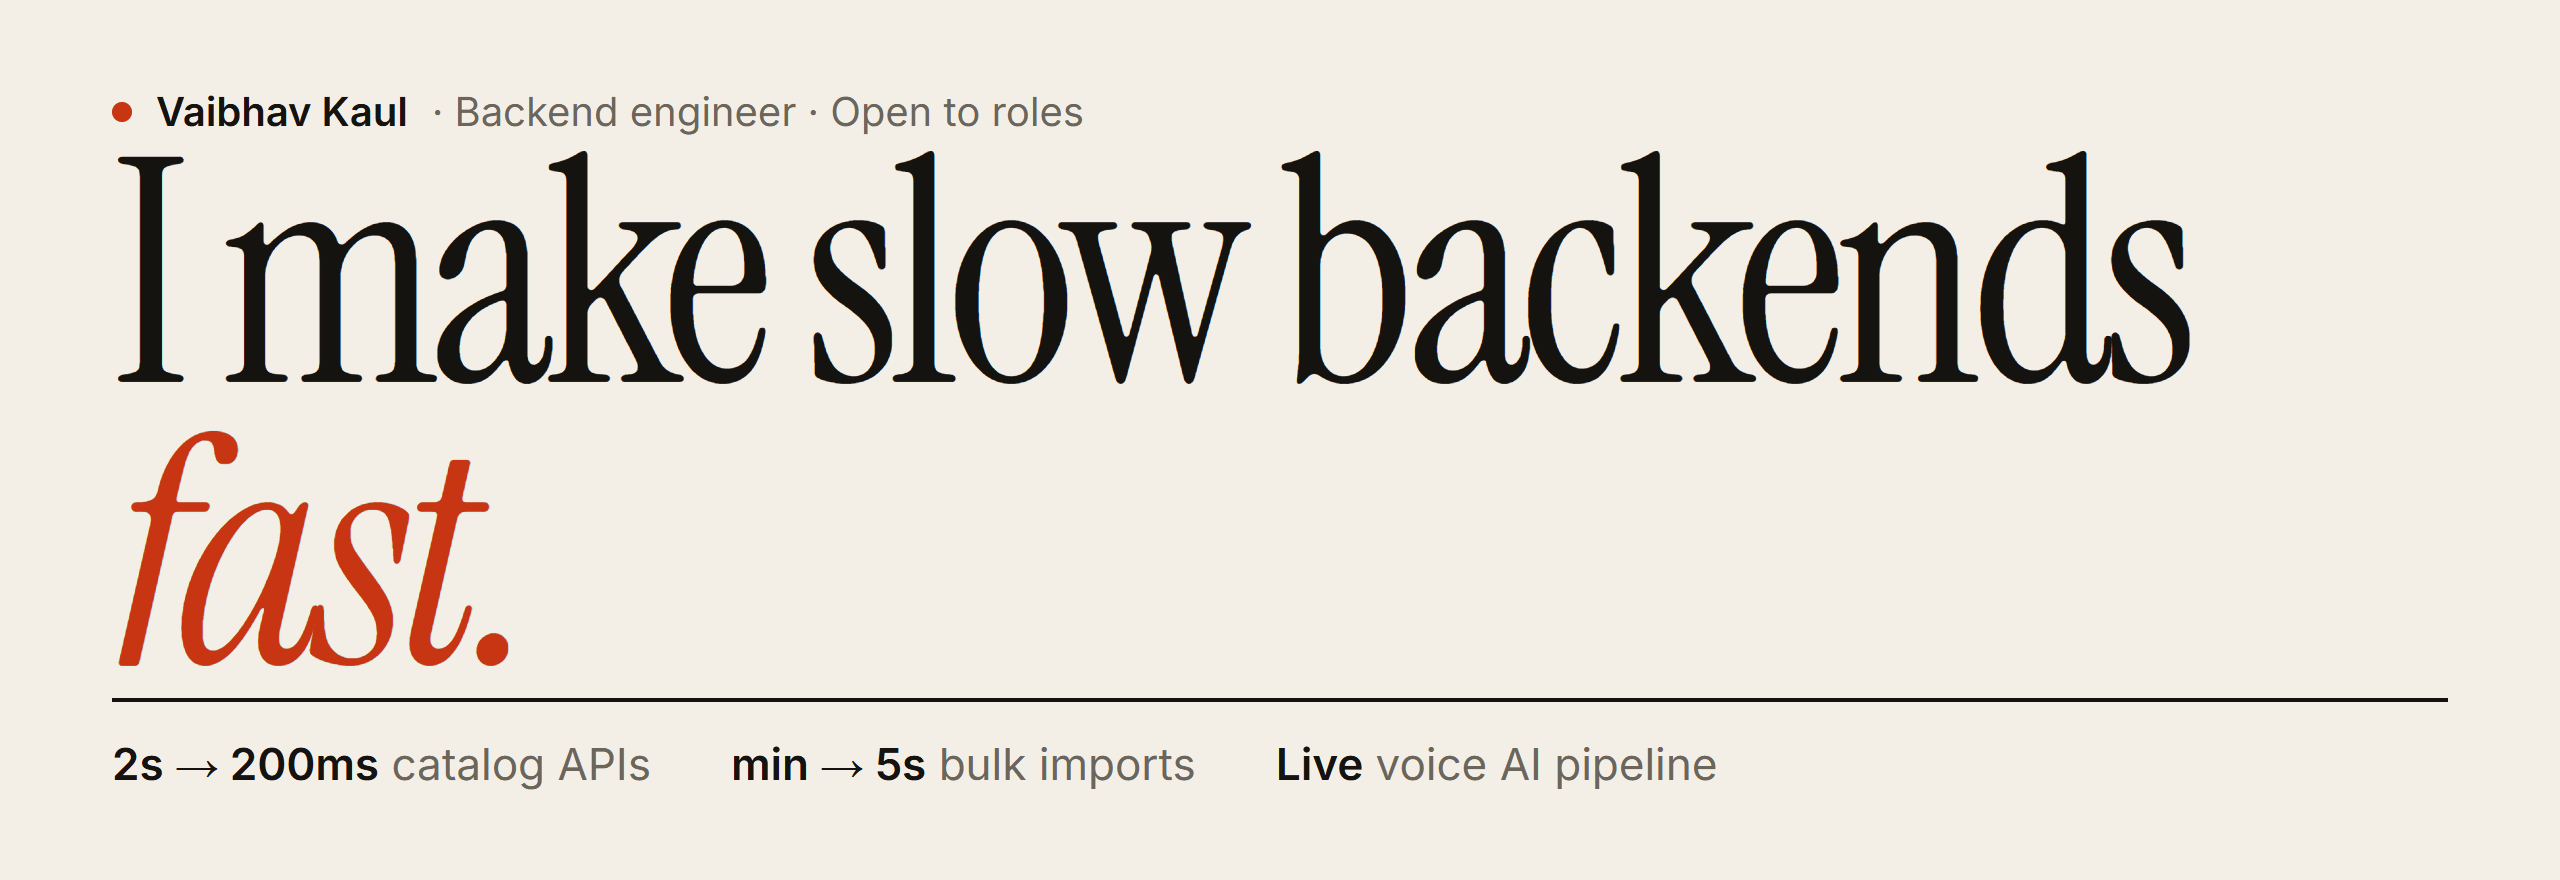 Vaibhav Kaul · Backend engineer · Open to roles
I make slow backends
fast.
2s → 200ms catalog APIs min → 5s bulk imports Live voice AI pipeline